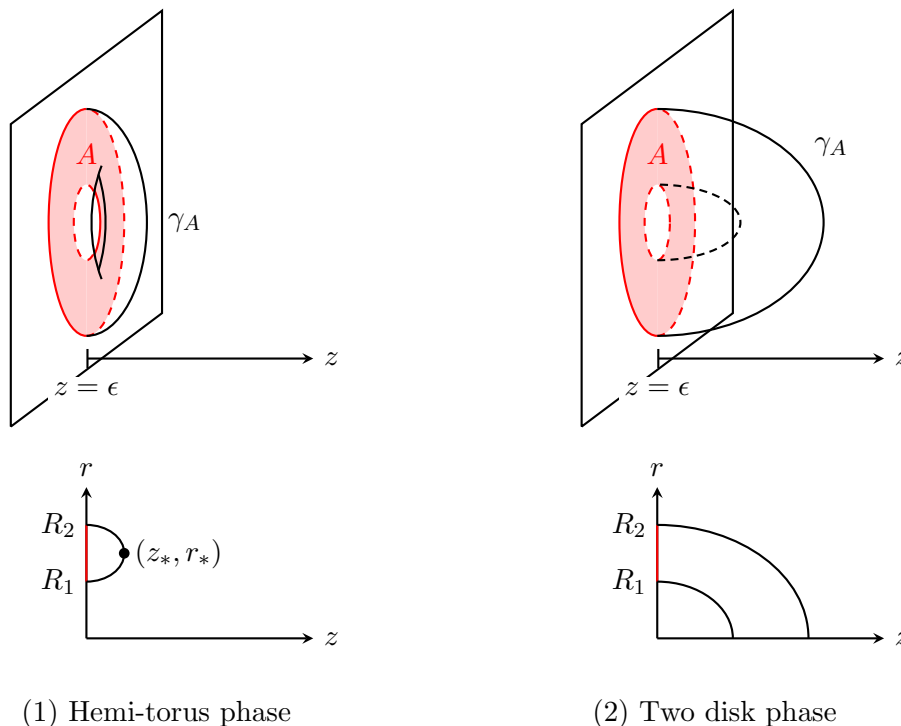 A
γ_A
z
z = ϵ
A
γ_A
z
z = ϵ
r
R_2
(z_*, r_*)
R_1
z
r
R_2
R_1
z
(1) Hemi-torus phase
(2) Two disk phase